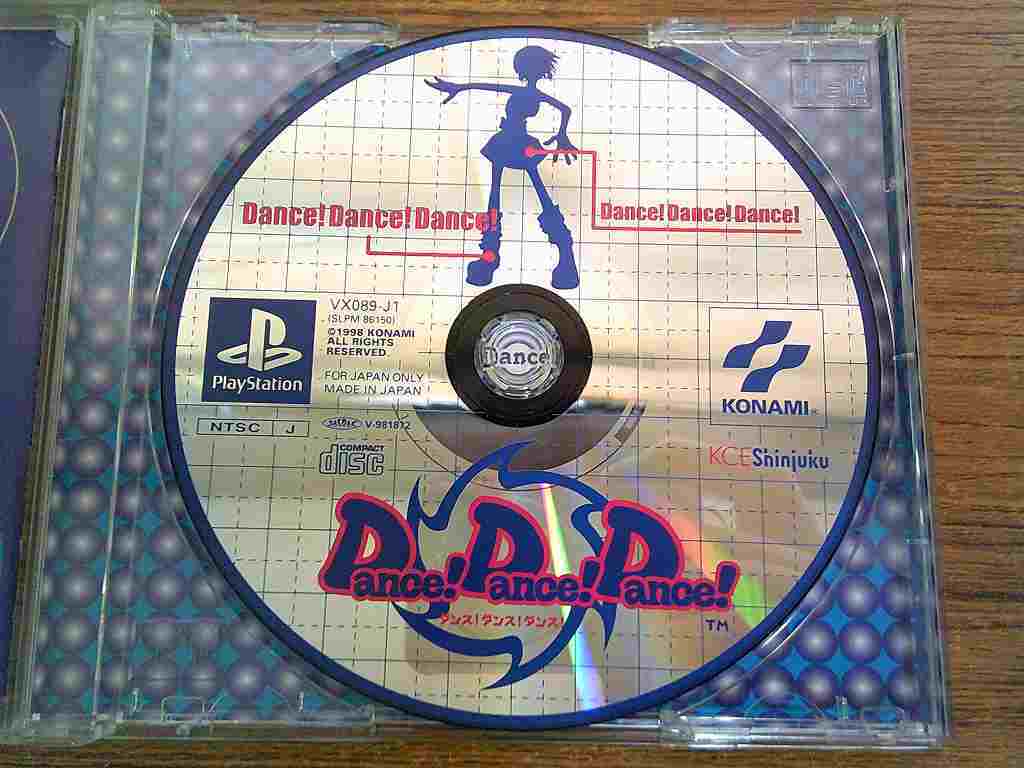 Dance! Dance! Dance!
Dance! Dance! Dance!
PlayStation
VX089-J1
(SLPM 86150)
©1998 KONAMI
ALL RIGHTS
RESERVED.
FOR JAPAN ONLY
MADE IN JAPAN
NTSC J
V-981812
COMPACT
disc
Dance
KONAMI
KCEShinjuku
Dance! Dance! Dance!
ダンス!ダンス!ダンス!
TM